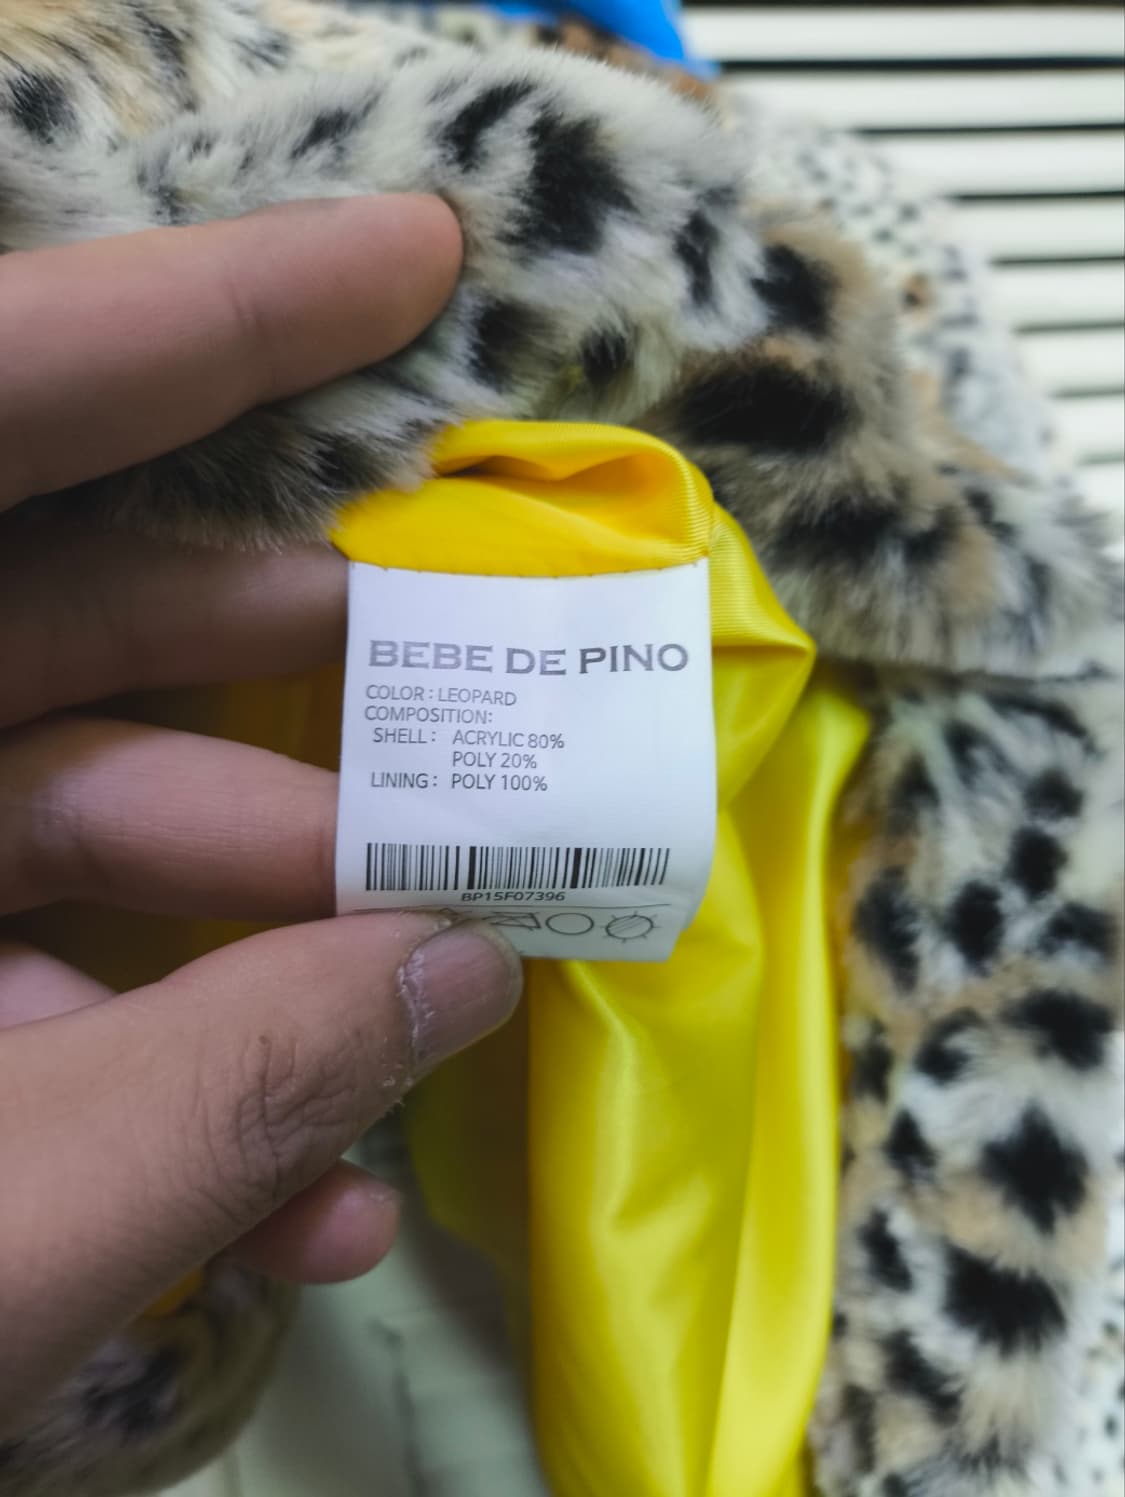 BEBE DE PINO
COLOR : LEOPARD
COMPOSITION:
SHELL : ACRYLIC 80%
POLY 20%
LINING : POLY 100%
BP15F07396